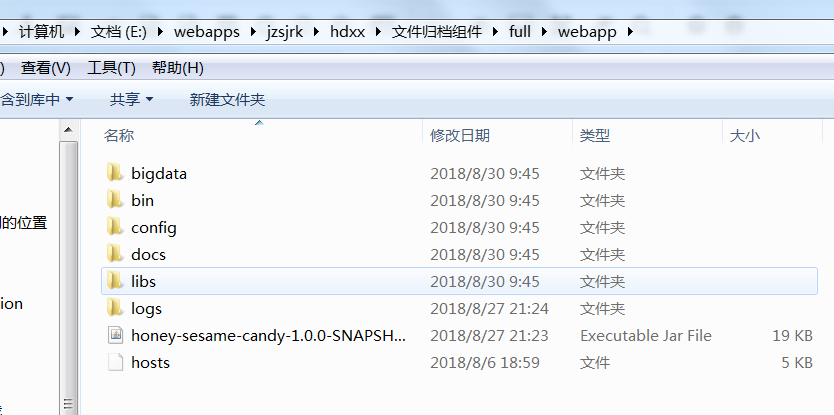 计算机 ▸ 文档 (E:) ▸ webapps ▸ jzsjrk ▸ hdxx ▸ 文件归档组件 ▸ full ▸ webapp ▸
) 查看(V) 工具(T) 帮助(H)
含到库中 共享 新建文件夹
名称 修改日期 类型 大小
bigdata 2018/8/30 9:45 文件夹
bin 2018/8/30 9:45 文件夹
的位置
config 2018/8/30 9:45 文件夹
docs 2018/8/30 9:45 文件夹
libs 2018/8/30 9:45 文件夹
ion
logs 2018/8/27 21:24 文件夹
honey-sesame-candy-1.0.0-SNAPSH... 2018/8/27 21:23 Executable Jar File 19 KB
hosts 2018/8/6 18:59 文件 5 KB